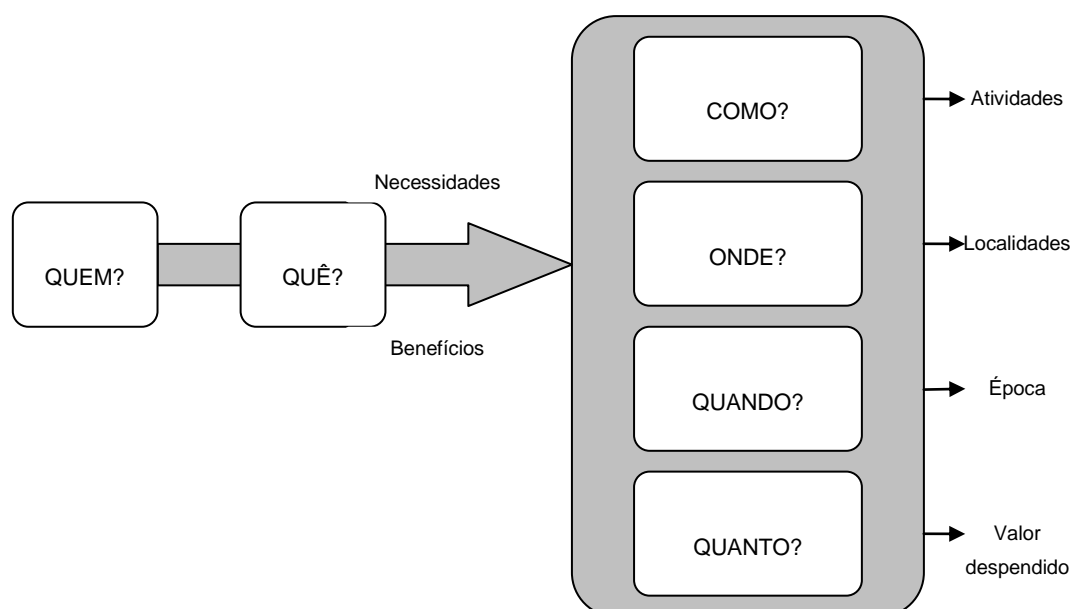 QUEM?
QUÊ?
Necessidades
Benefícios
COMO?
Atividades
ONDE?
Localidades
QUANDO?
Época
QUANTO?
Valor
despendido